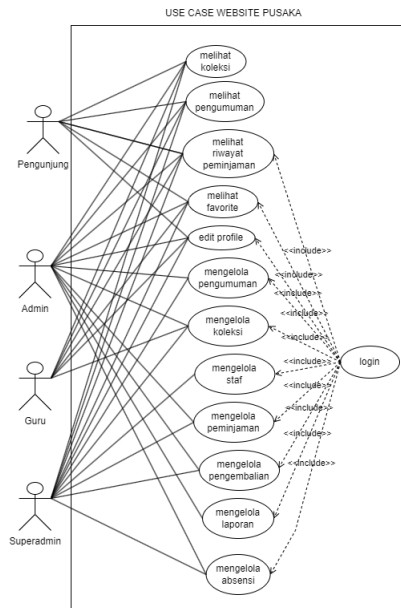 USE CASE WEBSITE PUSAKA
melihat
koleksi
melihat
pengumuman
Pengunjung
melihat
riwayat
peminjaman
melihat
favorite
edit profile
<<include>>
Admin
mengelola
pengumuman
<<include>>
<<include>>
mengelola
koleksi
<<include>>
<<include>>
login
mengelola
staf
<<include>>
Guru
<<include>>
mengelola
peminjaman
<<include>>
<<include>>
mengelola
pengembalian
<<include>>
Superadmin
mengelola
laporan
mengelola
absensi